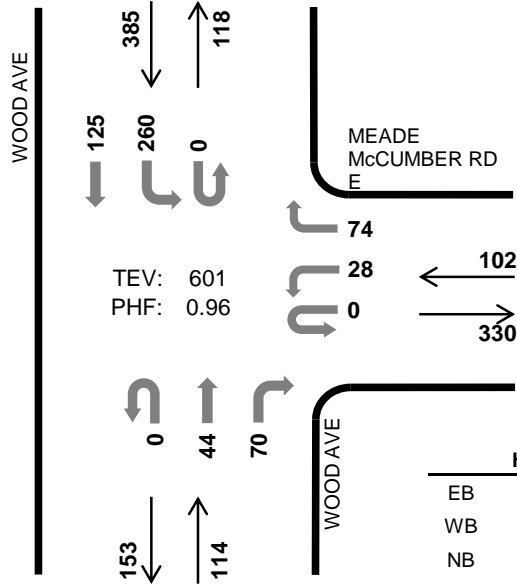 WOOD AVE
385
118
125
260
0
MEADE
McCUMBER RD
E
74
28
0
102
330
TEV: 601
PHF: 0.96
0
44
70
WOOD AVE
153
114
EB
WB
NB